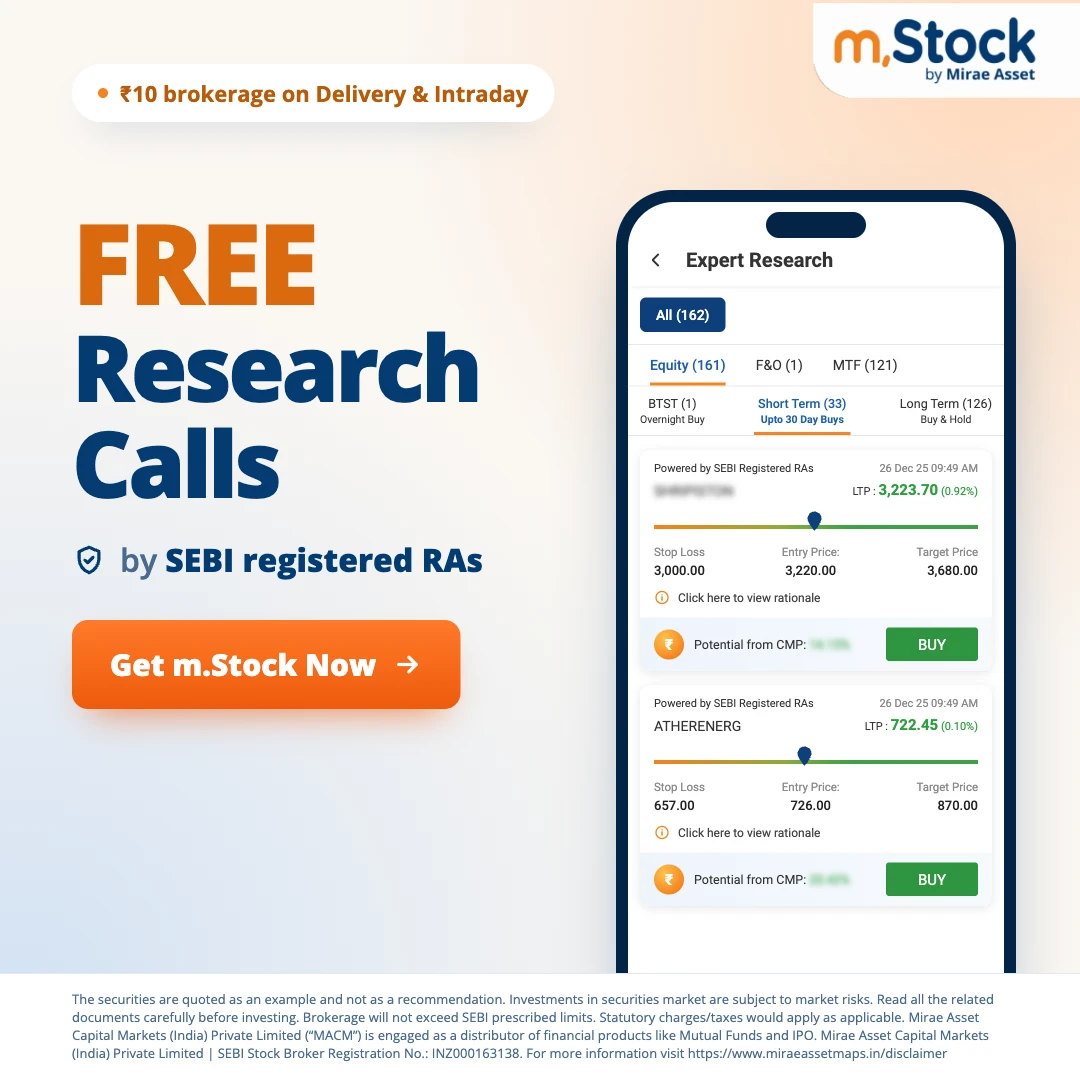 m.Stock
by Mirae Asset
₹10 brokerage on Delivery & Intraday
FREE
Research
Calls
by SEBI registered RAs
Get m.Stock Now
Expert Research
All (162)
Equity (161) F&O (1) MTF (121)
BTST (1) Short Term (33) Long Term (126)
Overnight Buy Upto 30 Day Buys Buy & Hold
Powered by SEBI Registered RAs 26 Dec 25 09:49 AM
LTP : 3,223.70 (0.92%)
Stop Loss Entry Price: Target Price
3,000.00 3,220.00 3,680.00
Click here to view rationale
₹ Potential from CMP: BUY
Powered by SEBI Registered RAs 26 Dec 25 09:49 AM
ATHERENERG LTP : 722.45 (0.10%)
Stop Loss Entry Price: Target Price
657.00 726.00 870.00
Click here to view rationale
₹ Potential from CMP: BUY
The securities are quoted as an example and not as a recommendation. Investments in securities market are subject to market risks. Read all the related
documents carefully before investing. Brokerage will not exceed SEBI prescribed limits. Statutory charges/taxes would apply as applicable. Mirae Asset
Capital Markets (India) Private Limited (“MACM”) is engaged as a distributor of financial products like Mutual Funds and IPO. Mirae Asset Capital Markets
(India) Private Limited | SEBI Stock Broker Registration No.: INZ000163138. For more information visit https://www.miraeassetmaps.in/disclaimer